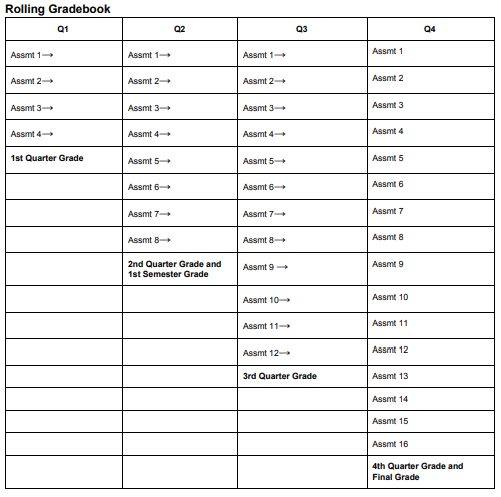 Rolling Gradebook
Q1 Q2 Q3 Q4
Assmt 1→ Assmt 1→ Assmt 1→ Assmt 1
Assmt 2→ Assmt 2→ Assmt 2→ Assmt 2
Assmt 3→ Assmt 3→ Assmt 3→ Assmt 3
Assmt 4→ Assmt 4→ Assmt 4→ Assmt 4
1st Quarter Grade Assmt 5→ Assmt 5→ Assmt 5
Assmt 6→ Assmt 6→ Assmt 6
Assmt 7→ Assmt 7→ Assmt 7
Assmt 8→ Assmt 8→ Assmt 8
2nd Quarter Grade and Assmt 9 → Assmt 9
1st Semester Grade
Assmt 10→ Assmt 10
Assmt 11→ Assmt 11
Assmt 12→ Assmt 12
3rd Quarter Grade Assmt 13
Assmt 14
Assmt 15
Assmt 16
4th Quarter Grade and
Final Grade